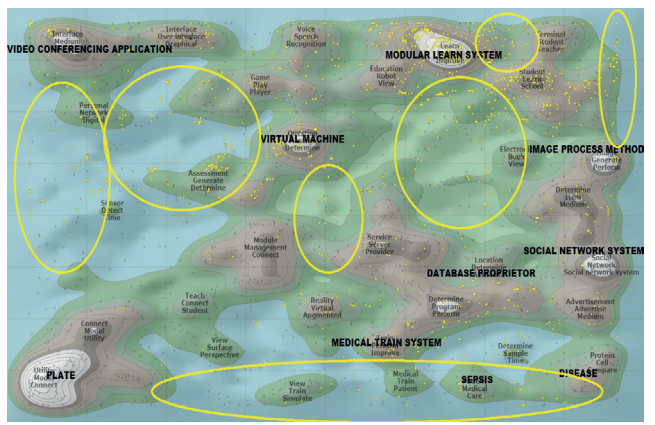 Interface
Medium
VIDEO CONFERENCING APPLICATION
Interface
User interface
Graphical
Voice
Speech
Recognition
Learn
Improve
MODULAR LEARN SYSTEM
Terminal
Student
Teacher
Education
Robot
View
Student
Learn
School
Game
Play
Player
Personal
Network
Digital
Determine
VIRTUAL MACHINE
Electron
Bug's
View
IMAGE PROCESS METHOD
Generate
Perform
Assessment
Generate
Determine
Sensor
Detect
Time
Determine
Item
Medium
Module
Management
Connect
Service
Server
Provider
Location
DATABASE PROPRIETOR
SOCIAL NETWORK SYSTEM
Social
Network
Social network system
Teach
Connect
Student
Reality
Virtual
Augmented
Determine
Program
Perform
Advertisement
Advertise
Medium
Connect
Model
Utility
View
Surface
Perspective
MEDICAL TRAIN SYSTEM
Improve
Determine
Sample
Time
Protein
Cell
Compare
DISEASE
Utility
Connect
PLATE
View
Train
Simulate
Medical
Train
Patient
SEPSIS
Medical
Care